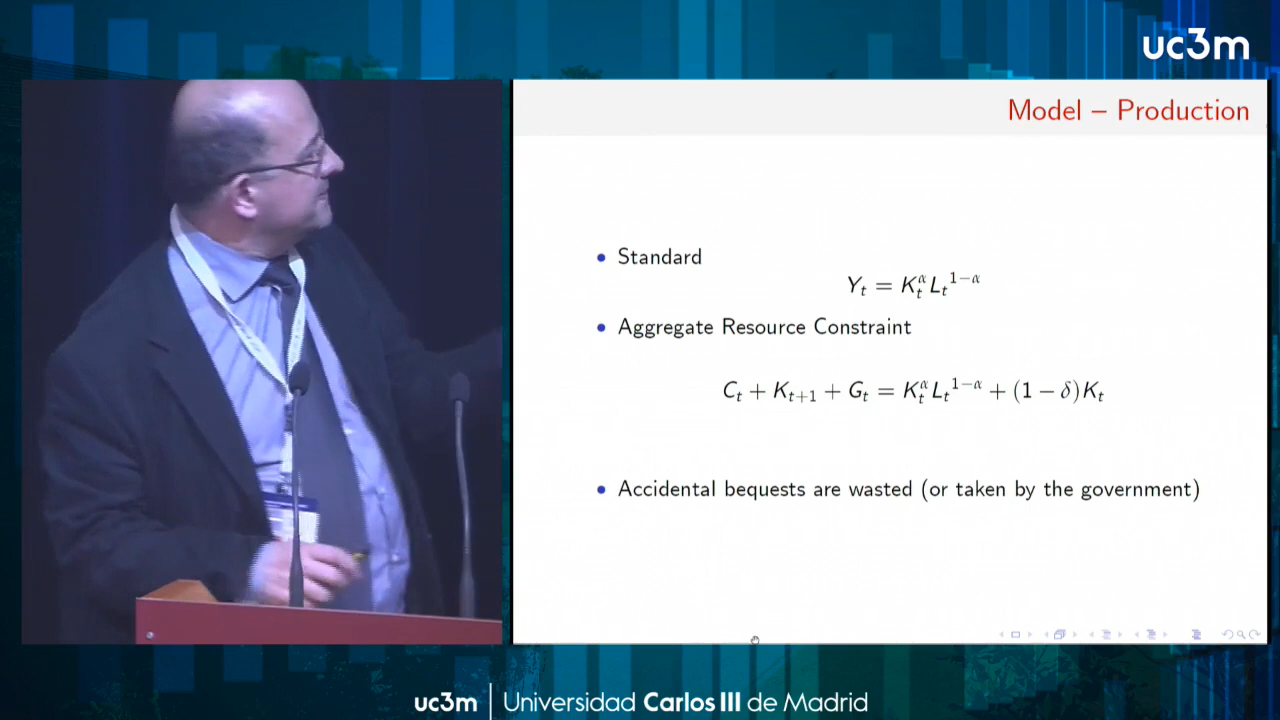 uc3m
Model – Production
• Standard
Y_t = K_t^α L_t^{1−α}
• Aggregate Resource Constraint
C_t + K_{t+1} + G_t = K_t^α L_t^{1−α} + (1 − δ)K_t
• Accidental bequests are wasted (or taken by the government)
uc3m | Universidad Carlos III de Madrid